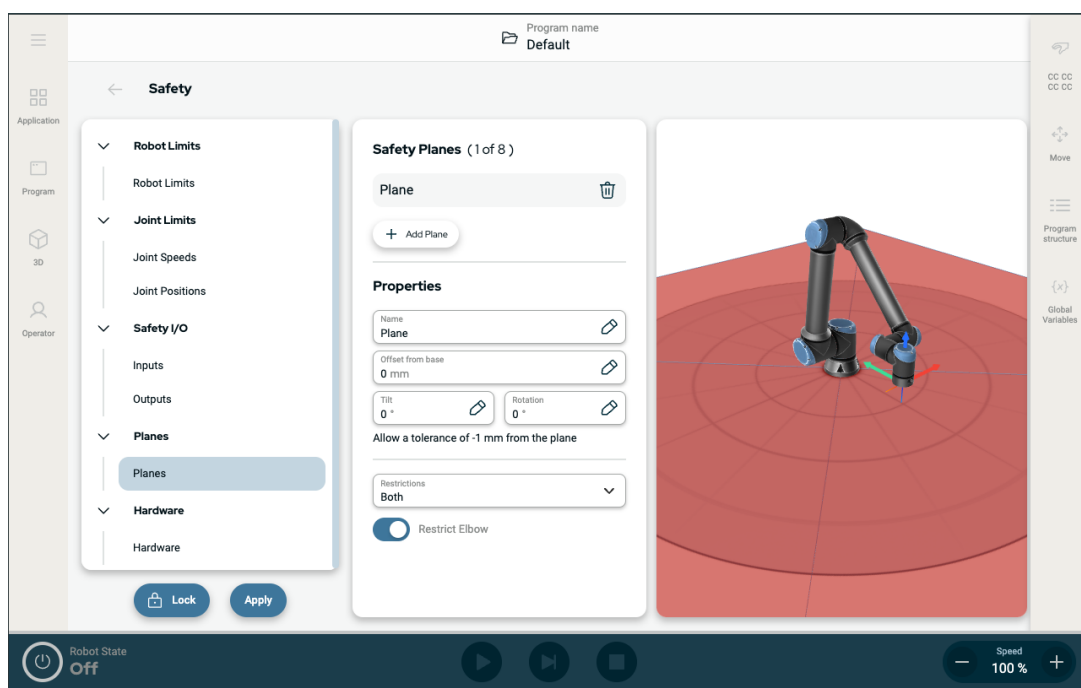 Program name
Default
Application
Program
3D
Operator
Safety
Robot Limits
Robot Limits
Joint Limits
Joint Speeds
Joint Positions
Safety I/O
Inputs
Outputs
Planes
Planes
Hardware
Hardware
Lock
Apply
Safety Planes (1 of 8)
Plane
+ Add Plane
Properties
Name
Plane
Offset from base
0 mm
Tilt
0 °
Rotation
0 °
Allow a tolerance of -1 mm from the plane
Restrictions
Both
Restrict Elbow
CC CC
CC CC
Move
Program
structure
{x}
Global
Variables
Robot State
Off
Speed
100 %